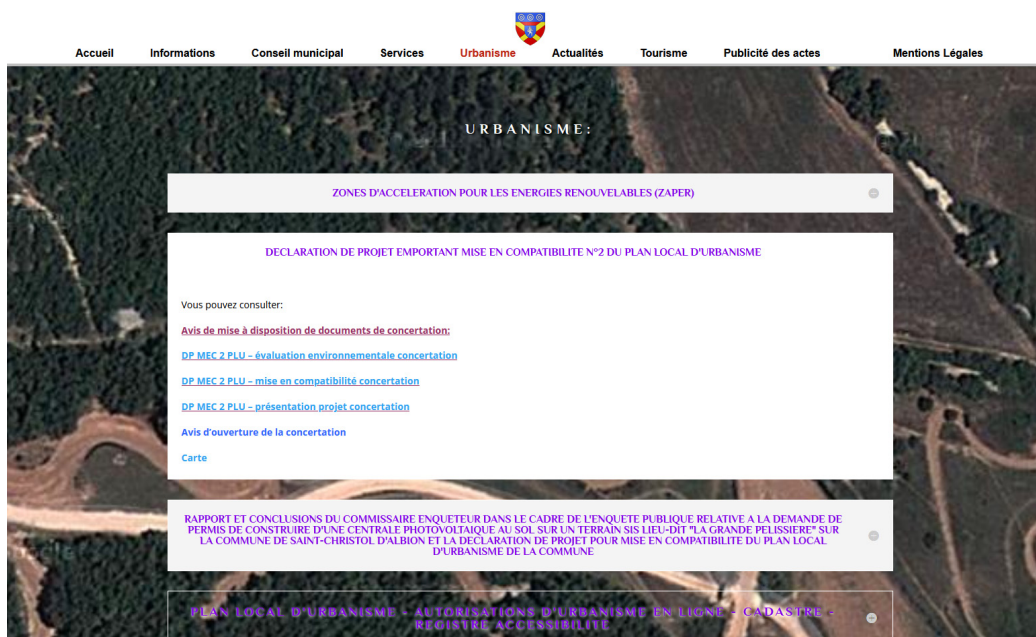 Accueil Informations Conseil municipal Services Urbanisme Actualités Tourisme Publicité des actes Mentions Légales
URBANISME:
ZONES D'ACCELERATION POUR LES ENERGIES RENOUVELABLES (ZAPER)
DECLARATION DE PROJET EMPORTANT MISE EN COMPATIBILITE N°2 DU PLAN LOCAL D'URBANISME
Vous pouvez consulter:
Avis de mise à disposition de documents de concertation:
DP MEC 2 PLU – évaluation environnementale concertation
DP MEC 2 PLU – mise en compatibilité concertation
DP MEC 2 PLU – présentation projet concertation
Avis d'ouverture de la concertation
Carte
RAPPORT ET CONCLUSIONS DU COMMISSAIRE ENQUETEUR DANS LE CADRE DE L'ENQUETE PUBLIQUE RELATIVE A LA DEMANDE DE
PERMIS DE CONSTRUIRE D'UNE CENTRALE PHOTOVOLTAIQUE AU SOL SUR UN TERRAIN SIS LIEU-DIT "LA GRANDE PELISSIERE" SUR
LA COMMUNE DE SAINT-CHRISTOL D'ALBION ET LA DECLARATION DE PROJET POUR MISE EN COMPATIBILITE DU PLAN LOCAL
D'URBANISME DE LA COMMUNE
PLAN LOCAL D'URBANISME - AUTORISATIONS D'URBANISME EN LIGNE - CADASTRE -
REGISTRE ACCESSIBILITE